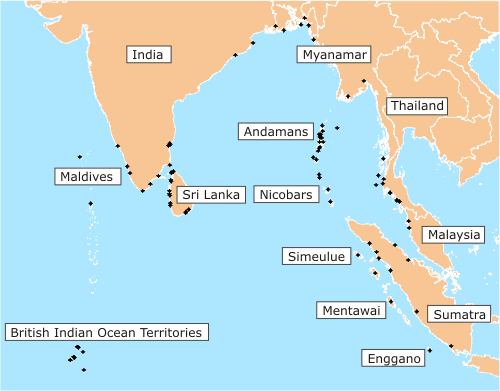 India
Myanamar
Thailand
Andamans
Maldives
Sri Lanka
Nicobars
Malaysia
Simeulue
Mentawai
Sumatra
British Indian Ocean Territories
Enggano